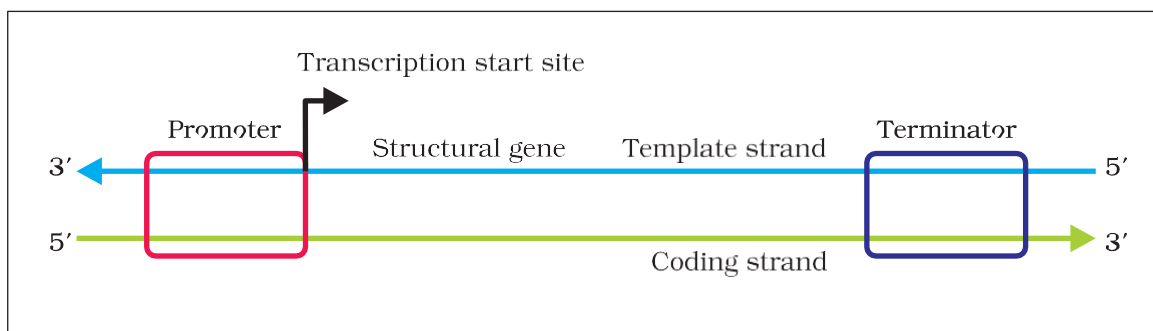 Transcription start site
Promoter
Terminator
Structural gene
Template strand
3′
5′
5′
3′
Coding strand